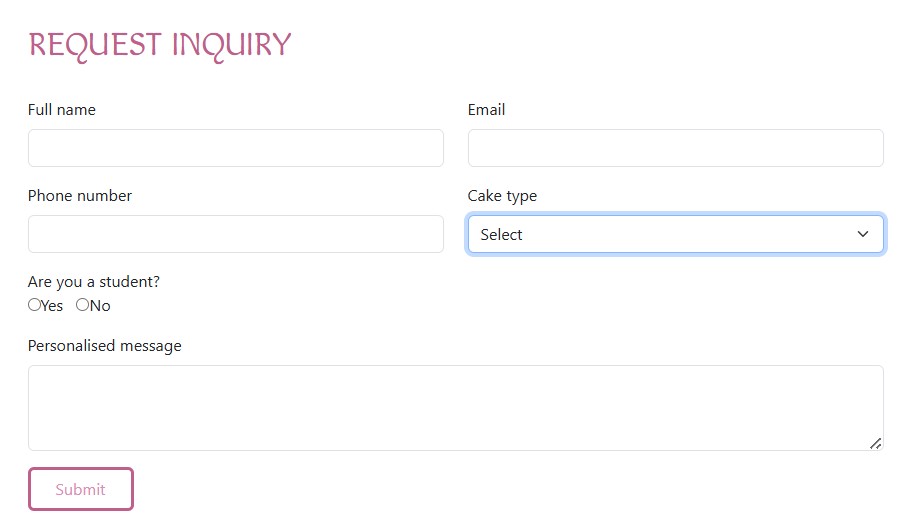 REQUEST INQUIRY
Full name
Email
Phone number
Cake type
Select
Are you a student?
Yes No
Personalised message
Submit